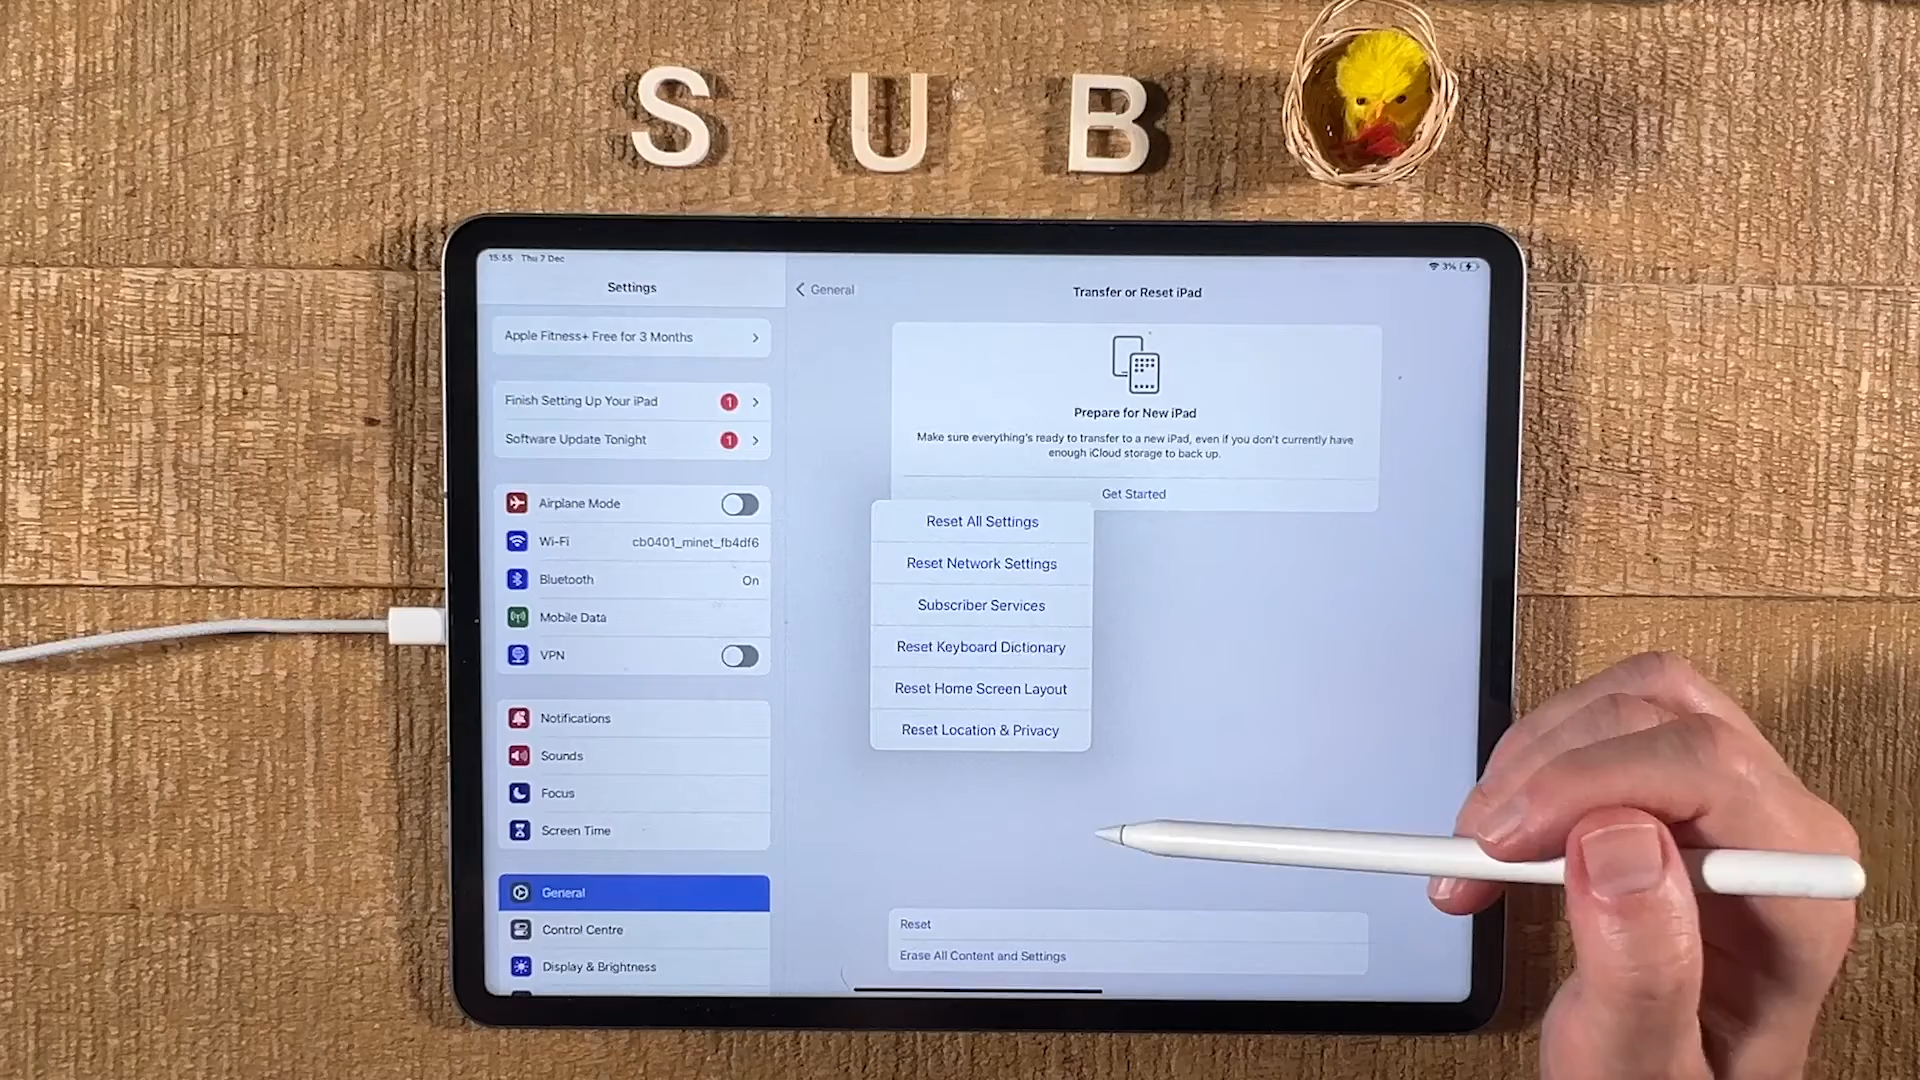 S U B
15:55 Thu 7 Dec
3%
Settings
Apple Fitness+ Free for 3 Months
Finish Setting Up Your iPad 1
Software Update Tonight 1
Airplane Mode
Wi-Fi cb0401_minet_fb4df6
Bluetooth On
Mobile Data
VPN
Notifications
Sounds
Focus
Screen Time
General
Control Centre
Display & Brightness
General
Transfer or Reset iPad
Prepare for New iPad
Make sure everything's ready to transfer to a new iPad, even if you don't currently have
enough iCloud storage to back up.
Get Started
Reset All Settings
Reset Network Settings
Subscriber Services
Reset Keyboard Dictionary
Reset Home Screen Layout
Reset Location & Privacy
Reset
Erase All Content and Settings